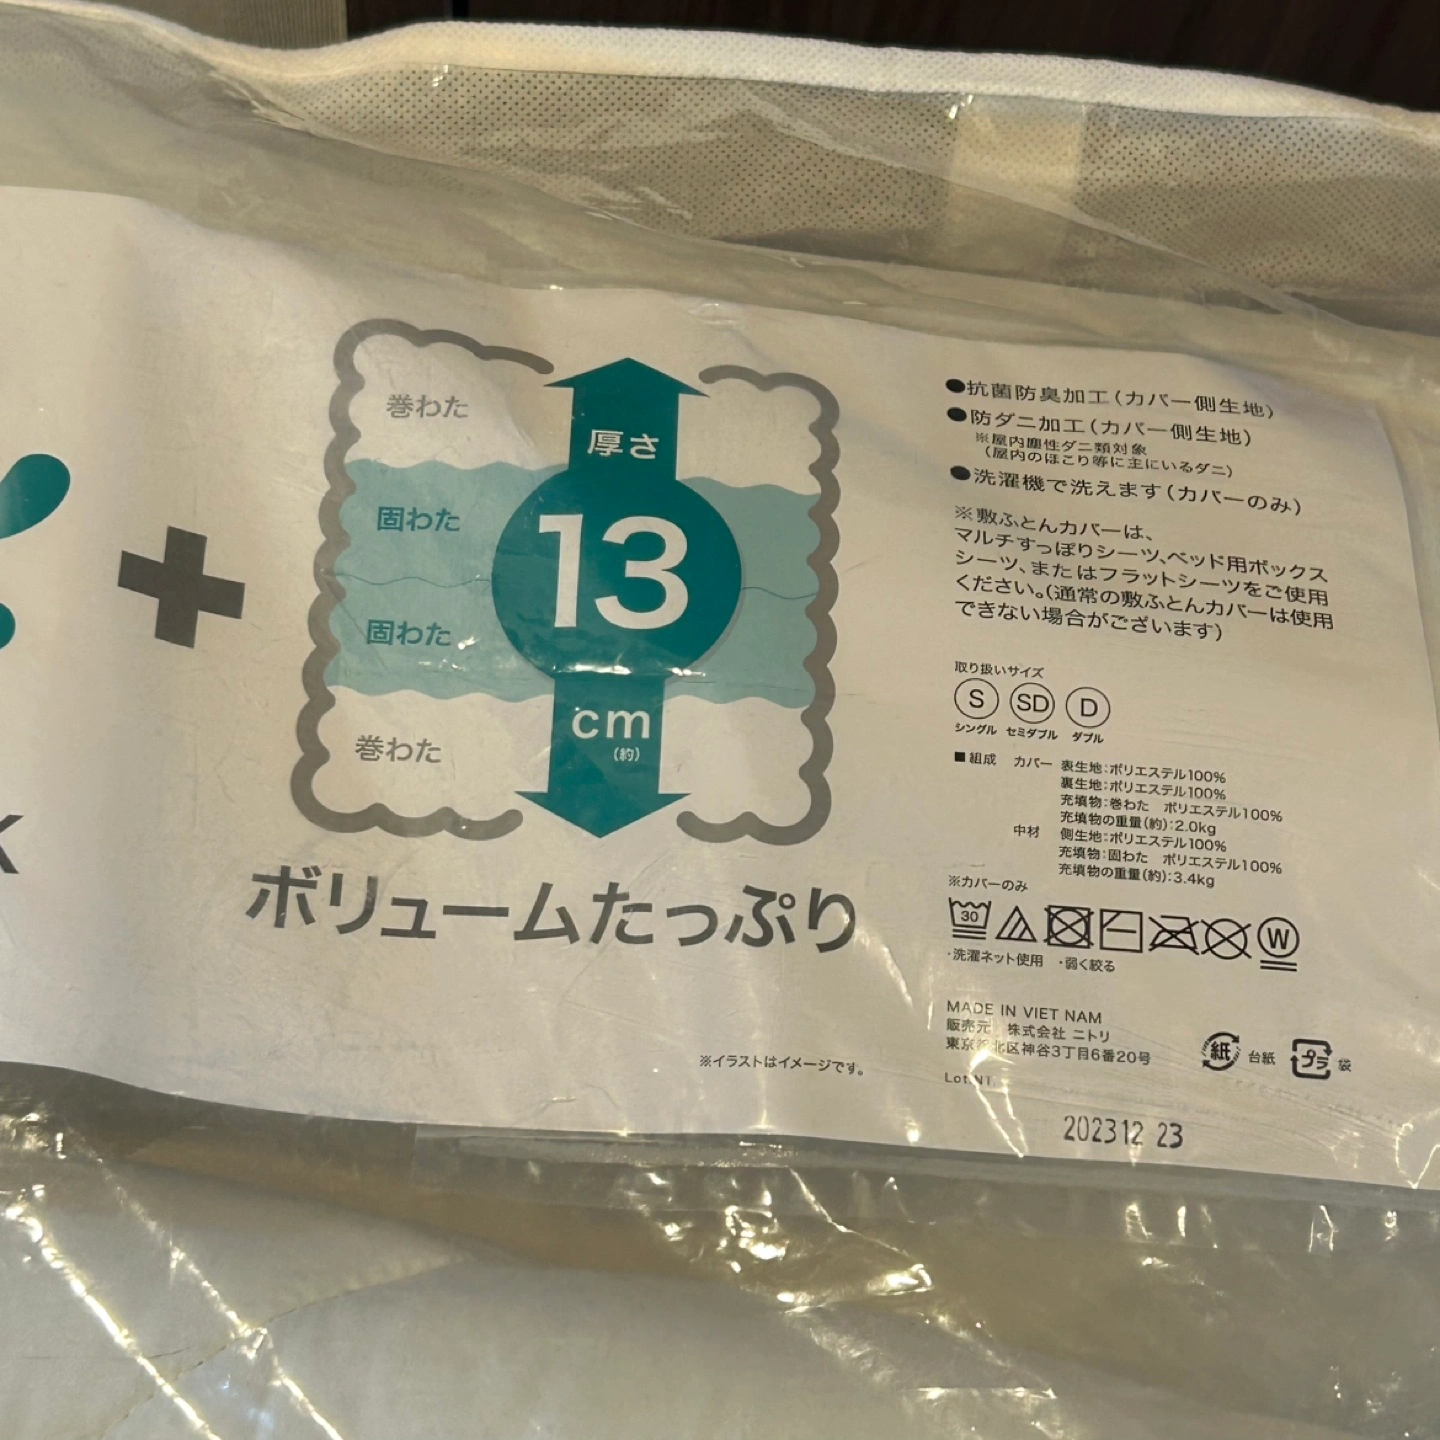 K
巻わた
固わた
固わた
巻わた
厚さ
13
cm
(約)
ボリュームたっぷり
※イラストはイメージです。
●抗菌防臭加工(カバー側生地)
●防ダニ加工(カバー側生地)
※屋内塵性ダニ類対象
(屋内のほこり等に主にいるダニ)
●洗濯機で洗えます(カバーのみ)
※敷ふとんカバーは、
マルチすっぽりシーツ、ベッド用ボックス
シーツ、またはフラットシーツをご使用
ください。(通常の敷ふとんカバーは使用
できない場合がございます)
取り扱いサイズ
S SD D
シングル セミダブル ダブル
■組成 カバー 表生地:ポリエステル100%
裏生地:ポリエステル100%
充填物:巻わた ポリエステル100%
充填物の重量(約):2.0kg
中材 側生地:ポリエステル100%
充填物:固わた ポリエステル100%
充填物の重量(約):3.4kg
※カバーのみ
30 W
・洗濯ネット使用 ・弱く絞る
MADE IN VIET NAM
販売元 株式会社 ニトリ
東京都北区神谷3丁目6番20号
紙 台紙 プラ 袋
Lot.NT
202312 23